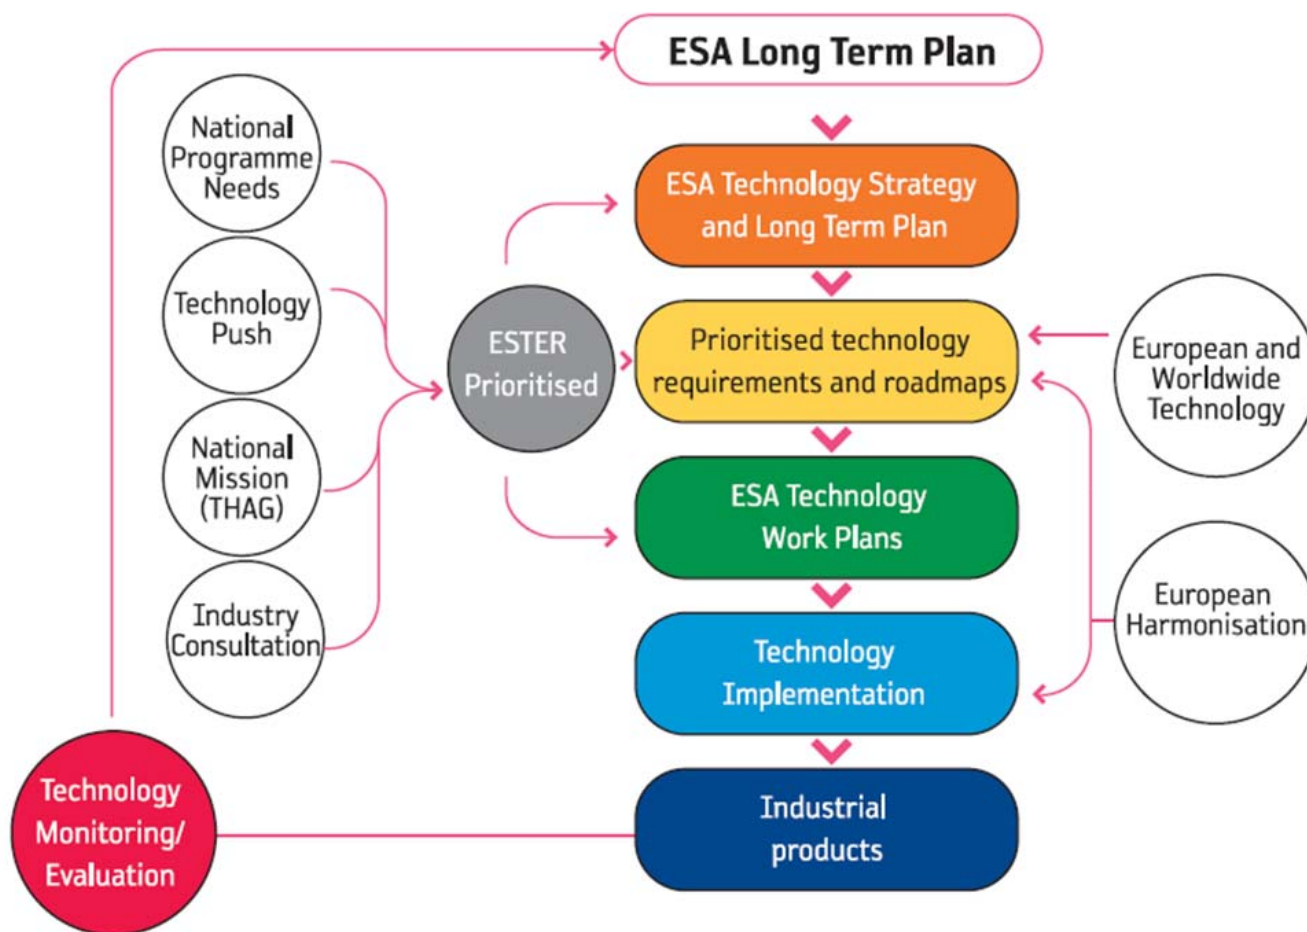 ESA Long Term Plan
National
Programme
Needs
Technology
Push
National
Mission
(THAG)
Industry
Consultation
ESTER
Prioritised
ESA Technology Strategy
and Long Term Plan
Prioritised technology
requirements and roadmaps
ESA Technology
Work Plans
Technology
Implementation
Industrial
products
European and
Worldwide
Technology
European
Harmonisation
Technology
Monitoring/
Evaluation